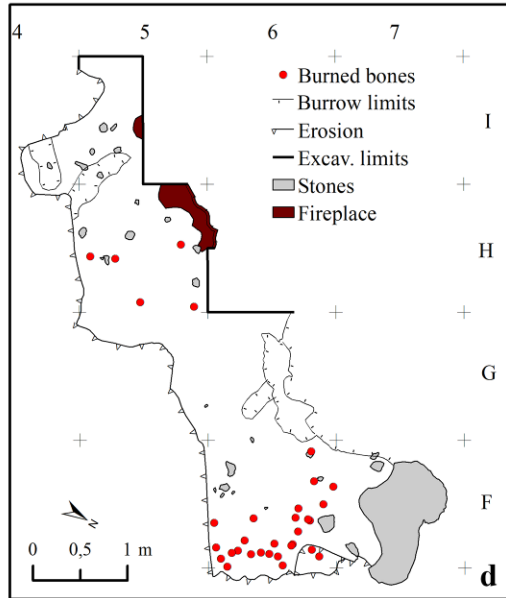 4 5 6 7
Burned bones
Burrow limits
I
Erosion
Excav. limits
Stones
Fireplace
H
G
F
N
0 0,5 1 m
d